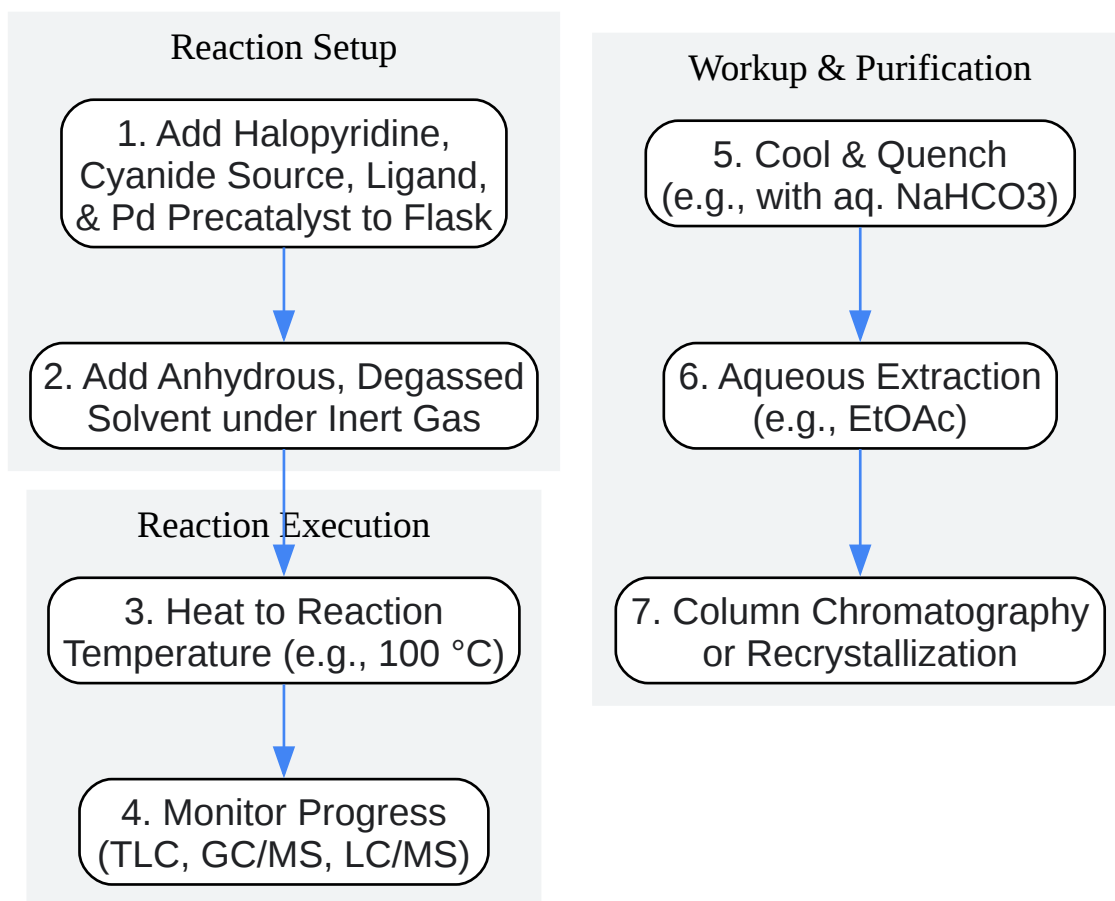 Reaction Setup
1. Add Halopyridine,
Cyanide Source, Ligand,
& Pd Precatalyst to Flask
2. Add Anhydrous, Degassed
Solvent under Inert Gas
Reaction Execution
3. Heat to Reaction
Temperature (e.g., 100 °C)
4. Monitor Progress
(TLC, GC/MS, LC/MS)
Workup & Purification
5. Cool & Quench
(e.g., with aq. NaHCO3)
6. Aqueous Extraction
(e.g., EtOAc)
7. Column Chromatography
or Recrystallization